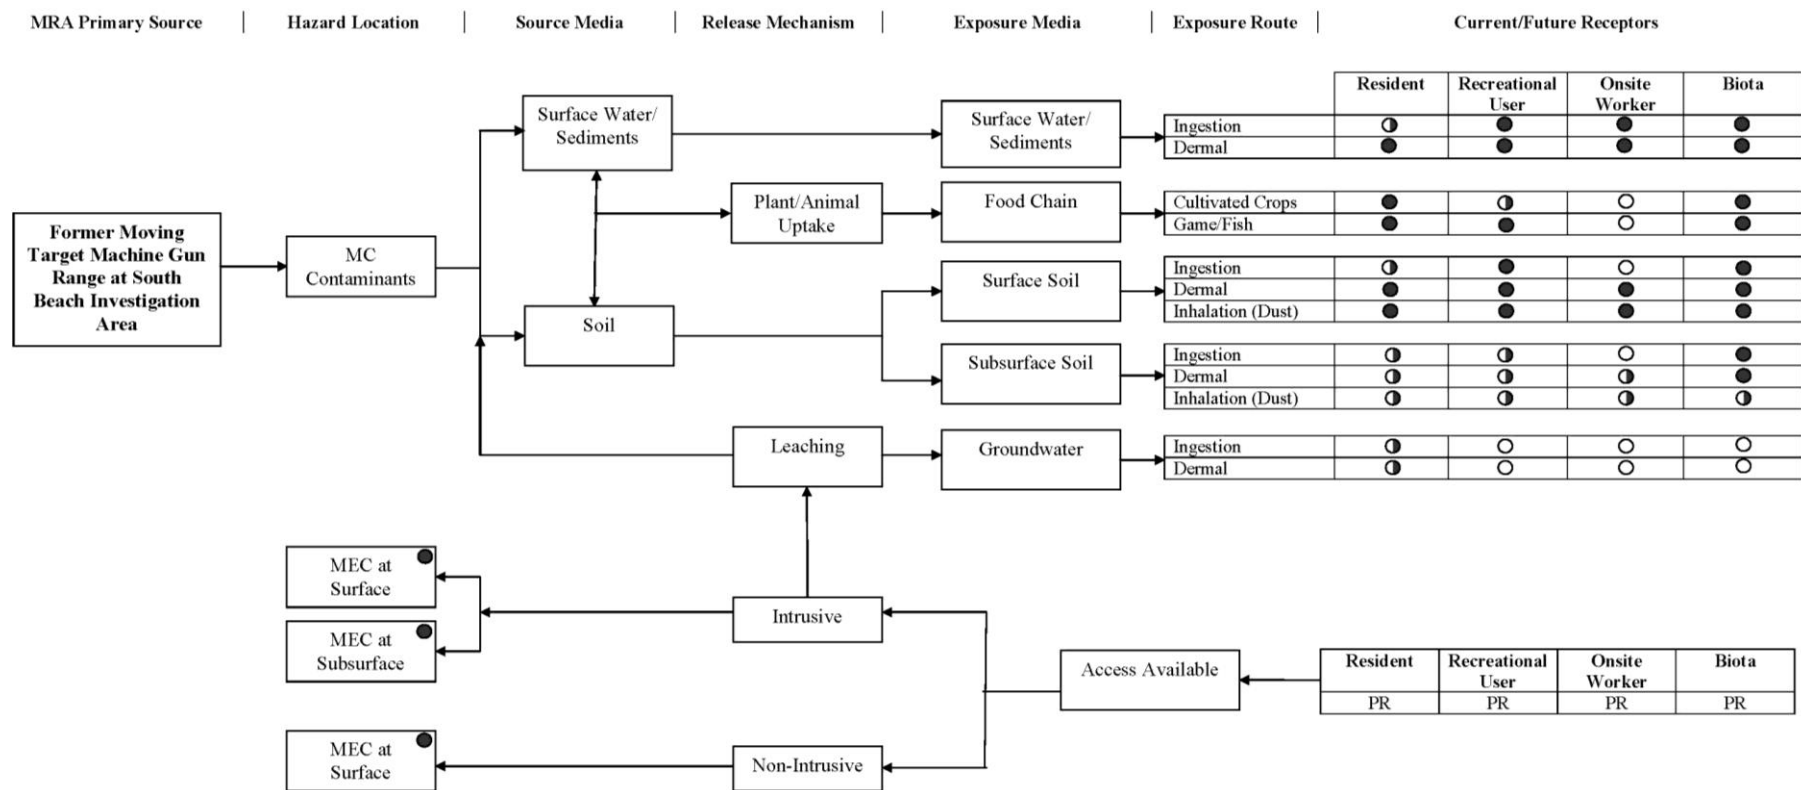 MRA Primary Source | Hazard Location | Source Media | Release Mechanism | Exposure Media | Exposure Route | Current/Future Receptors
Resident Recreational Onsite Biota
User Worker
Surface Water/
Sediments
Surface Water/
Sediments
Ingestion
Dermal
Plant/Animal
Uptake
Food Chain
Cultivated Crops
Game/Fish
Former Moving
Target Machine Gun
Range at South
Beach Investigation
Area
MC
Contaminants
Soil
Surface Soil
Ingestion
Dermal
Inhalation (Dust)
Subsurface Soil
Ingestion
Dermal
Inhalation (Dust)
Leaching
Groundwater
Ingestion
Dermal
MEC at
Surface
MEC at
Subsurface
Intrusive
Access Available
Resident Recreational Onsite Biota
User Worker
PR PR PR PR
MEC at
Surface
Non-Intrusive